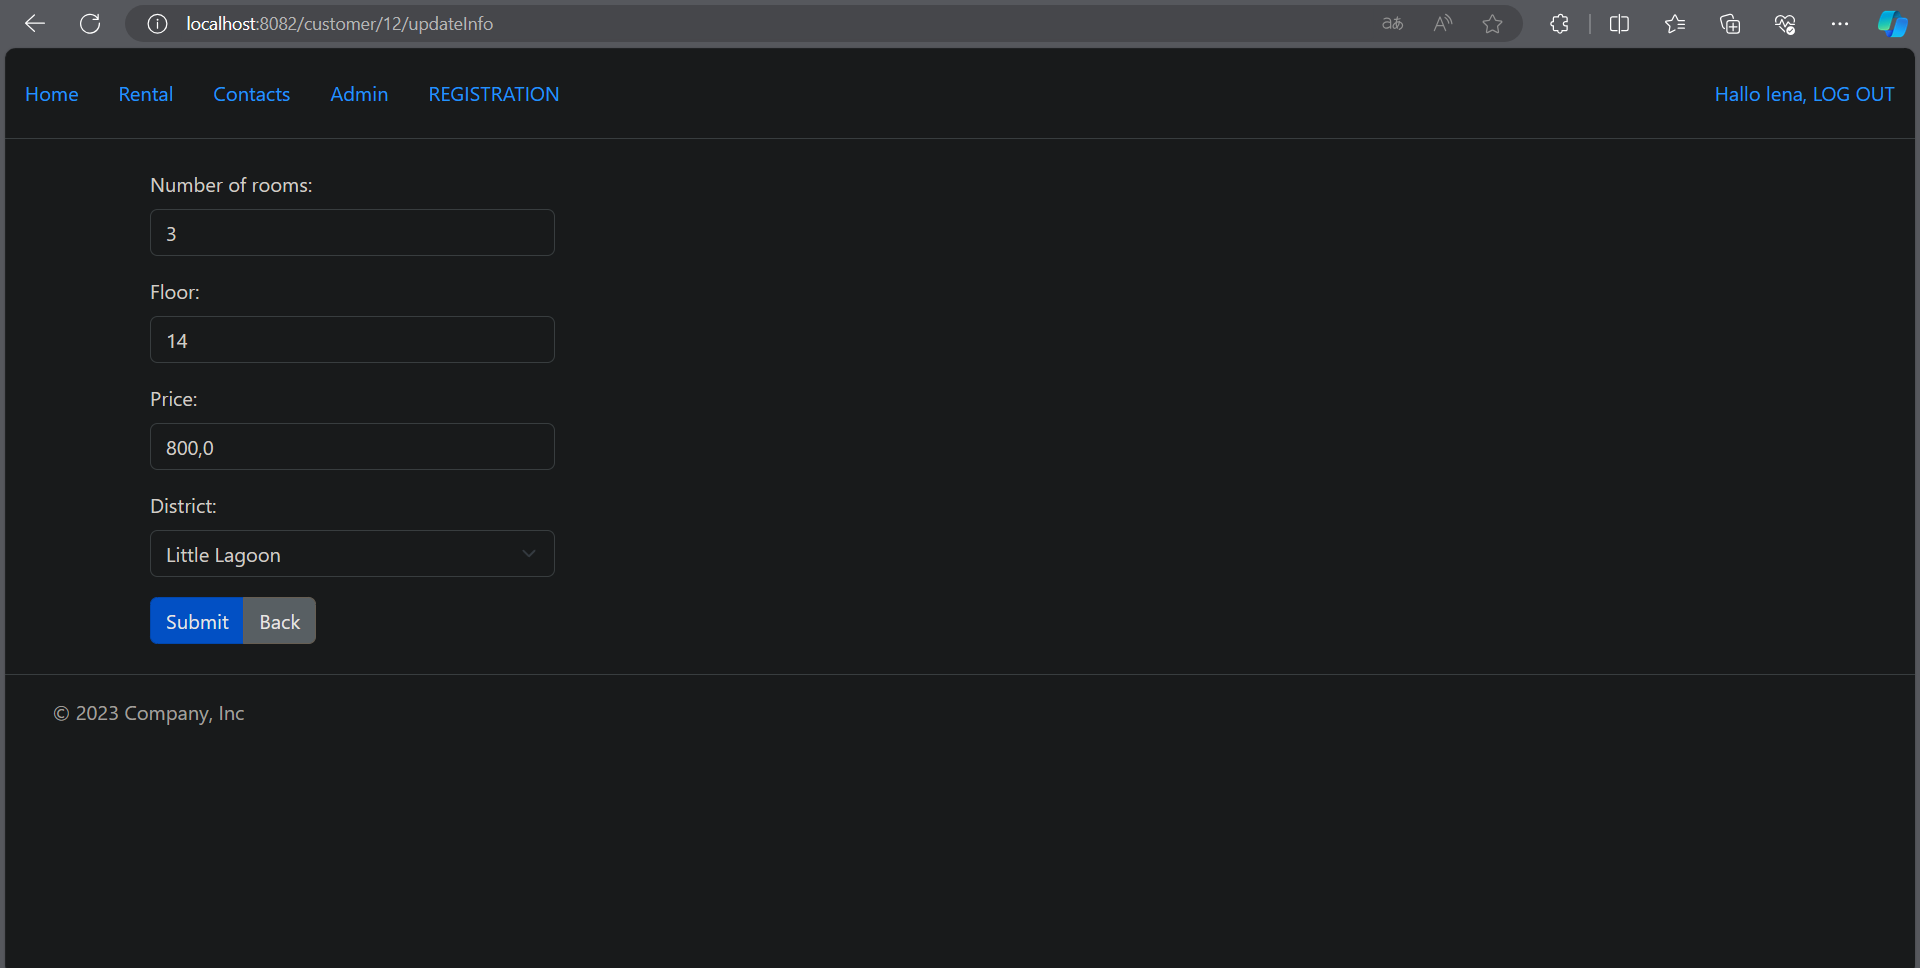 localhost:8082/customer/12/updateInfo
Home Rental Contacts Admin REGISTRATION Hallo lena, LOG OUT
Number of rooms:
3
Floor:
14
Price:
800,0
District:
Little Lagoon
Submit Back
© 2023 Company, Inc